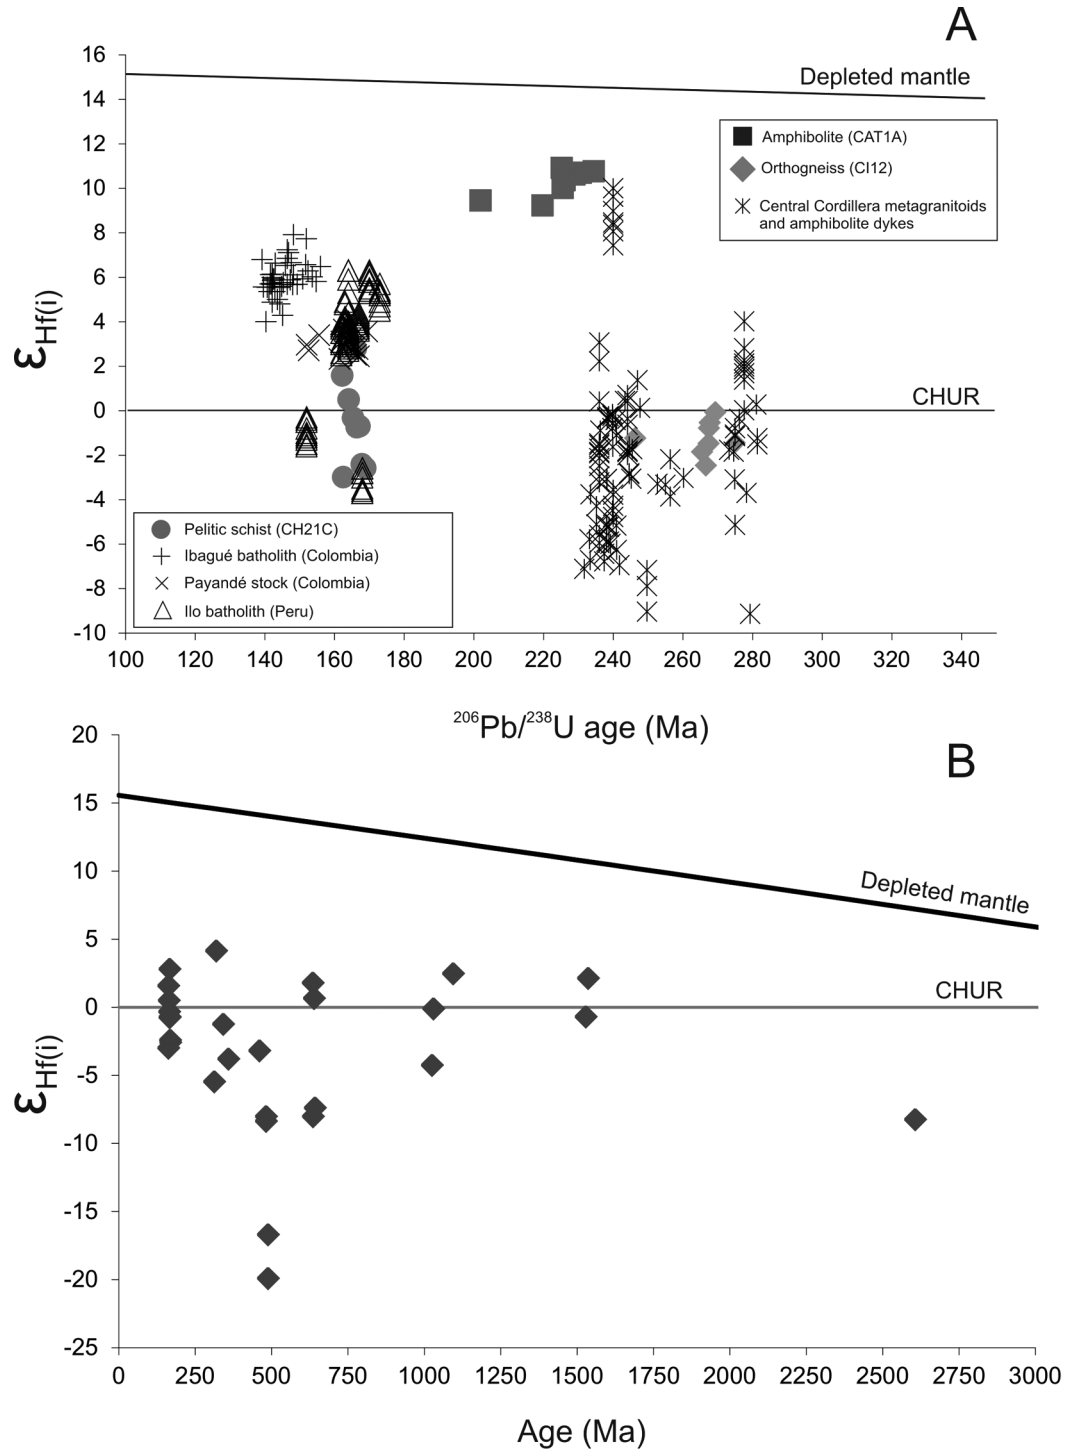 A
16
14
12
10
8
6
4
2
0
-2
-4
-6
-8
-10
εHf(i)
Depleted mantle
Amphibolite (CAT1A)
Orthogneiss (CI12)
Central Cordillera metagranitoids
and amphibolite dykes
CHUR
Pelitic schist (CH21C)
Ibagué batholith (Colombia)
Payandé stock (Colombia)
Ilo batholith (Peru)
100 120 140 160 180 200 220 240 260 280 300 320 340
206Pb/238U age (Ma)
B
20
15
10
5
0
-5
-10
-15
-20
-25
εHf(i)
Depleted mantle
CHUR
0 250 500 750 1000 1250 1500 1750 2000 2250 2500 2750 3000
Age (Ma)